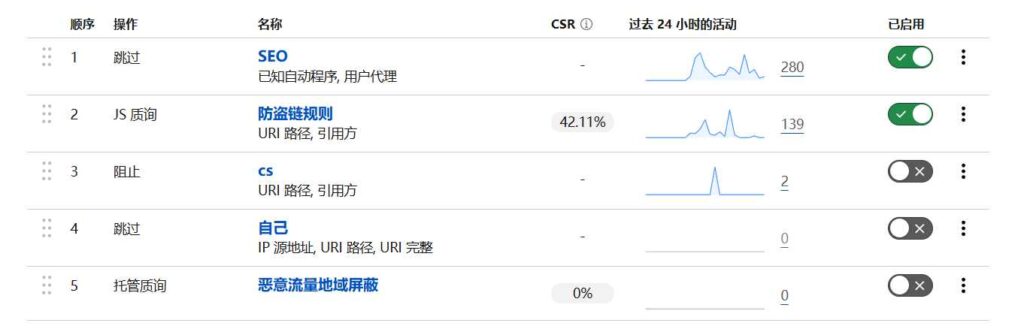 顺序 操作 名称 CSR 过去 24 小时的活动 已启用
1 跳过 SEO - 280
已知自动程序, 用户代理
2 JS 质询 防盗链规则 42.11% 139
URI 路径, 引用方
3 阻止 cs - 2
URI 路径, 引用方
4 跳过 自己 - 0
IP 源地址, URI 路径, URI 完整
5 托管质询 恶意流量地域屏蔽 0% 0